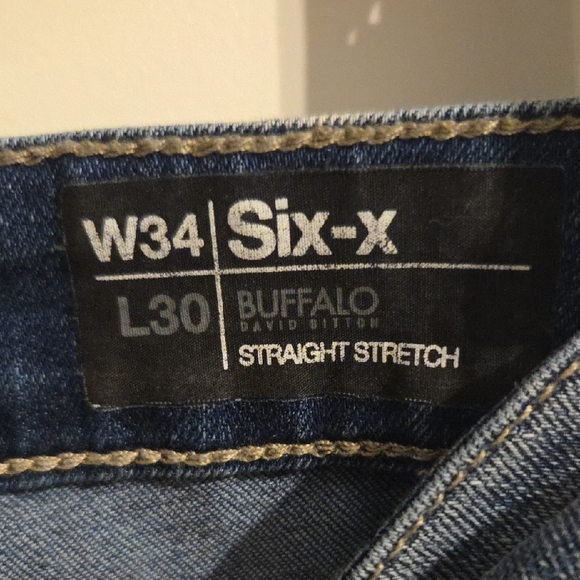 W34 Six-x
L30 BUFFALO
DAVID BITTON
STRAIGHT STRETCH